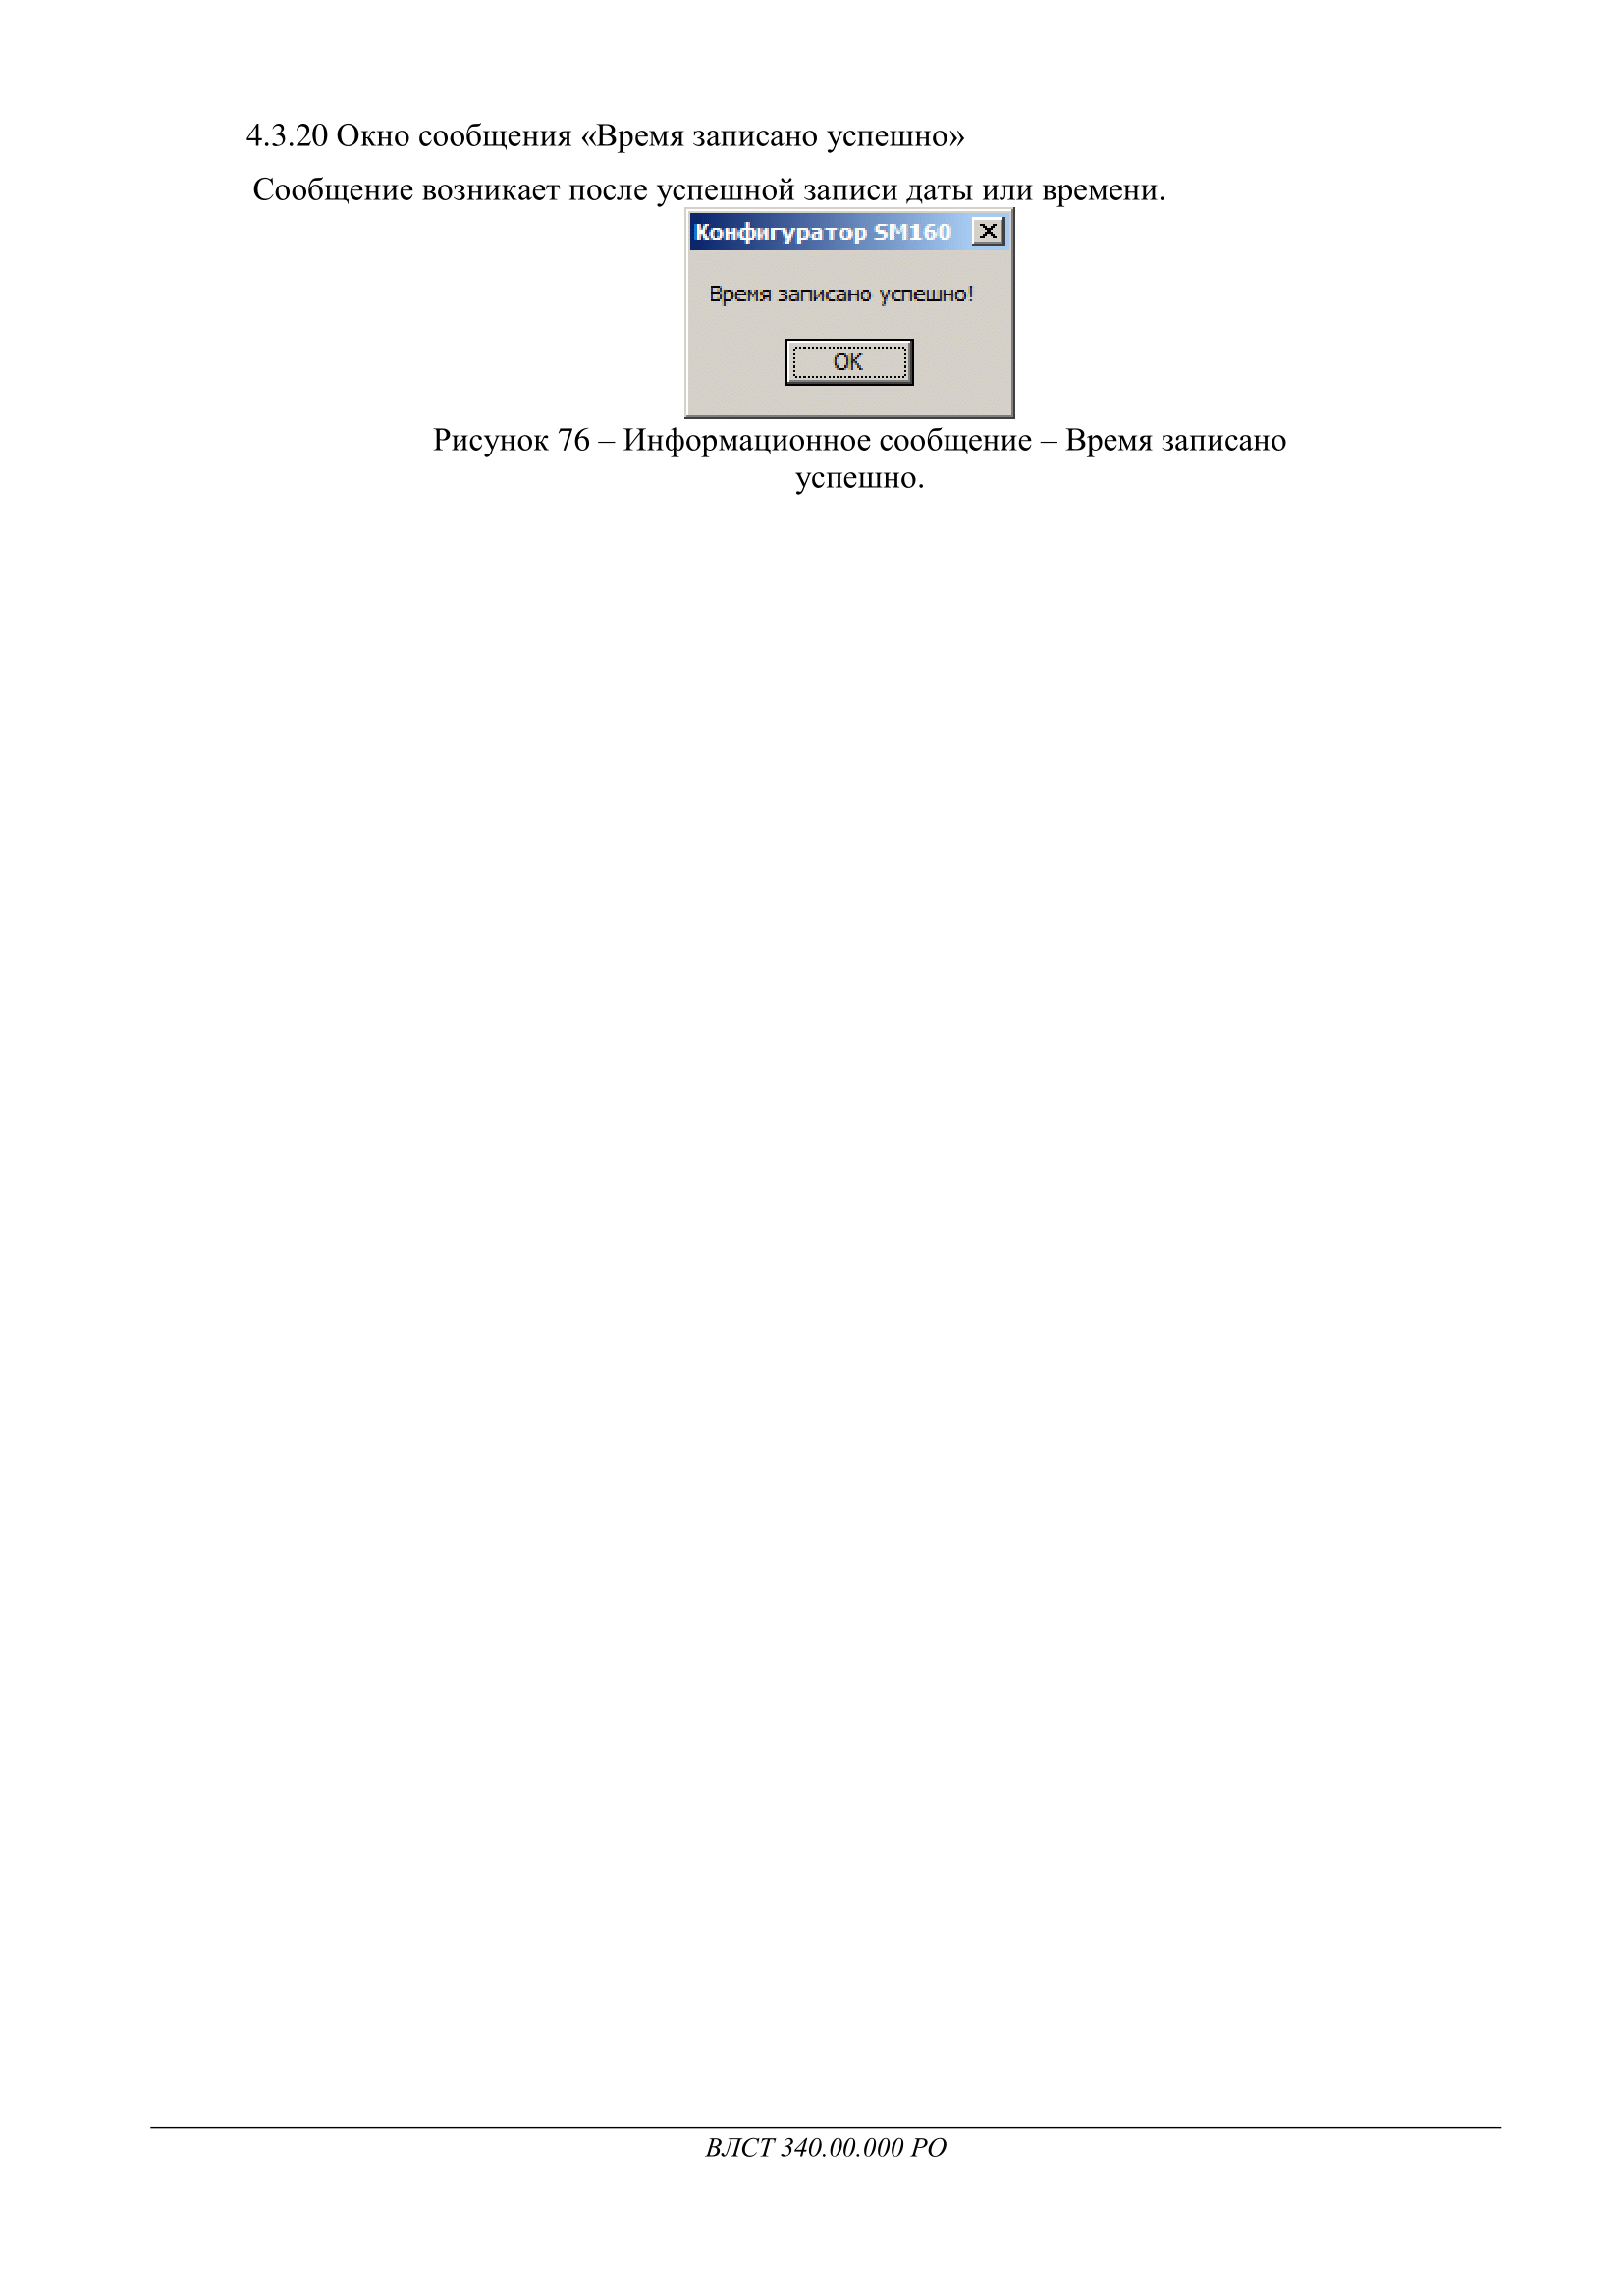 4.3.20 Окно сообщения «Время записано успешно»
Сообщение возникает после успешной записи даты или времени.
Конфигуратор SM160
Время записано успешно!
OK
Рисунок 76 – Информационное сообщение – Время записано
успешно.
ВЛСТ 340.00.000 РО